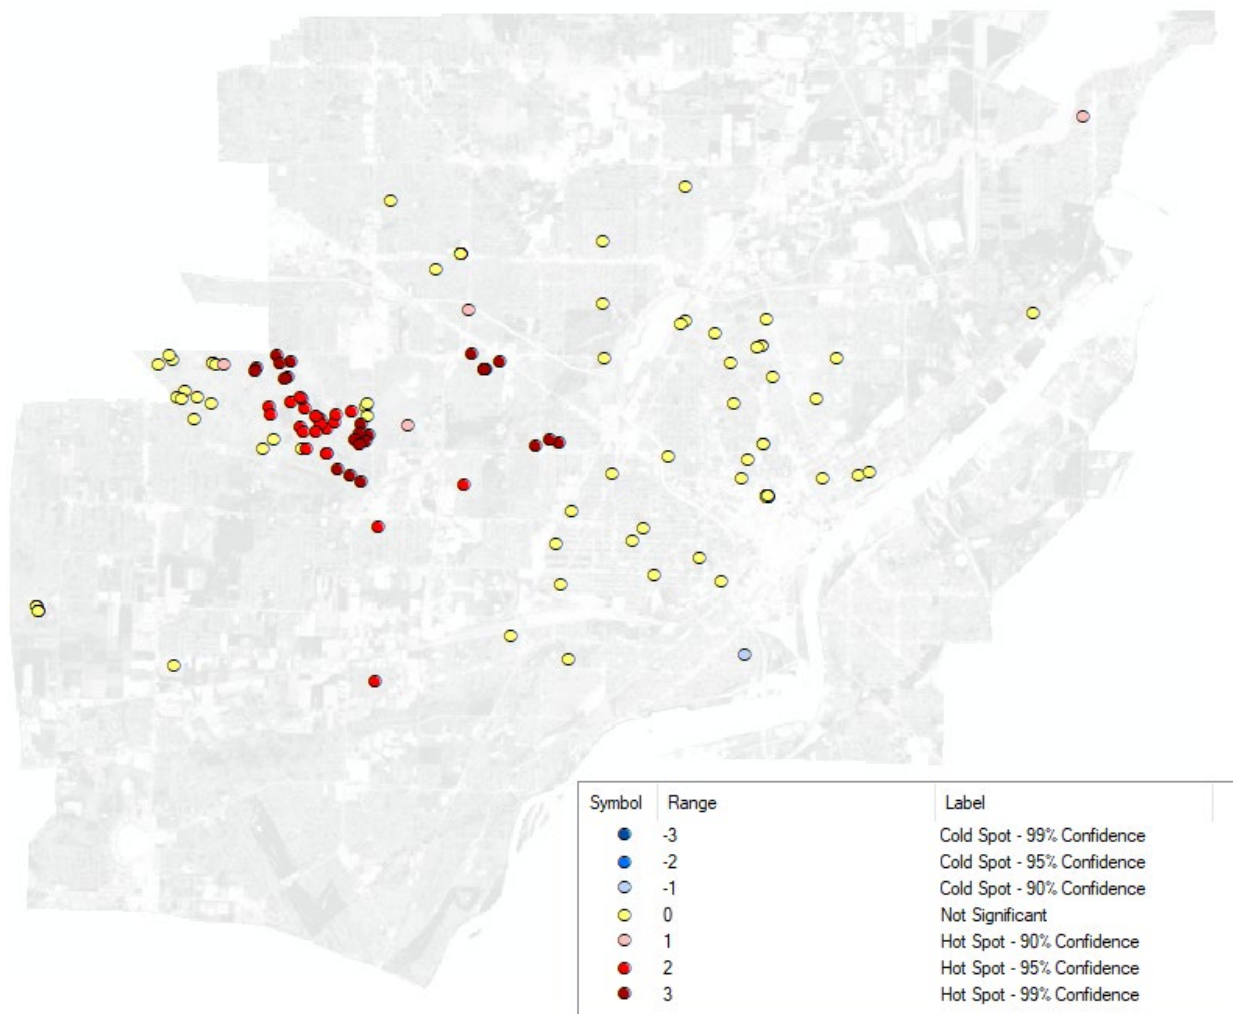 Symbol Range Label
-3 Cold Spot - 99% Confidence
-2 Cold Spot - 95% Confidence
-1 Cold Spot - 90% Confidence
0 Not Significant
1 Hot Spot - 90% Confidence
2 Hot Spot - 95% Confidence
3 Hot Spot - 99% Confidence